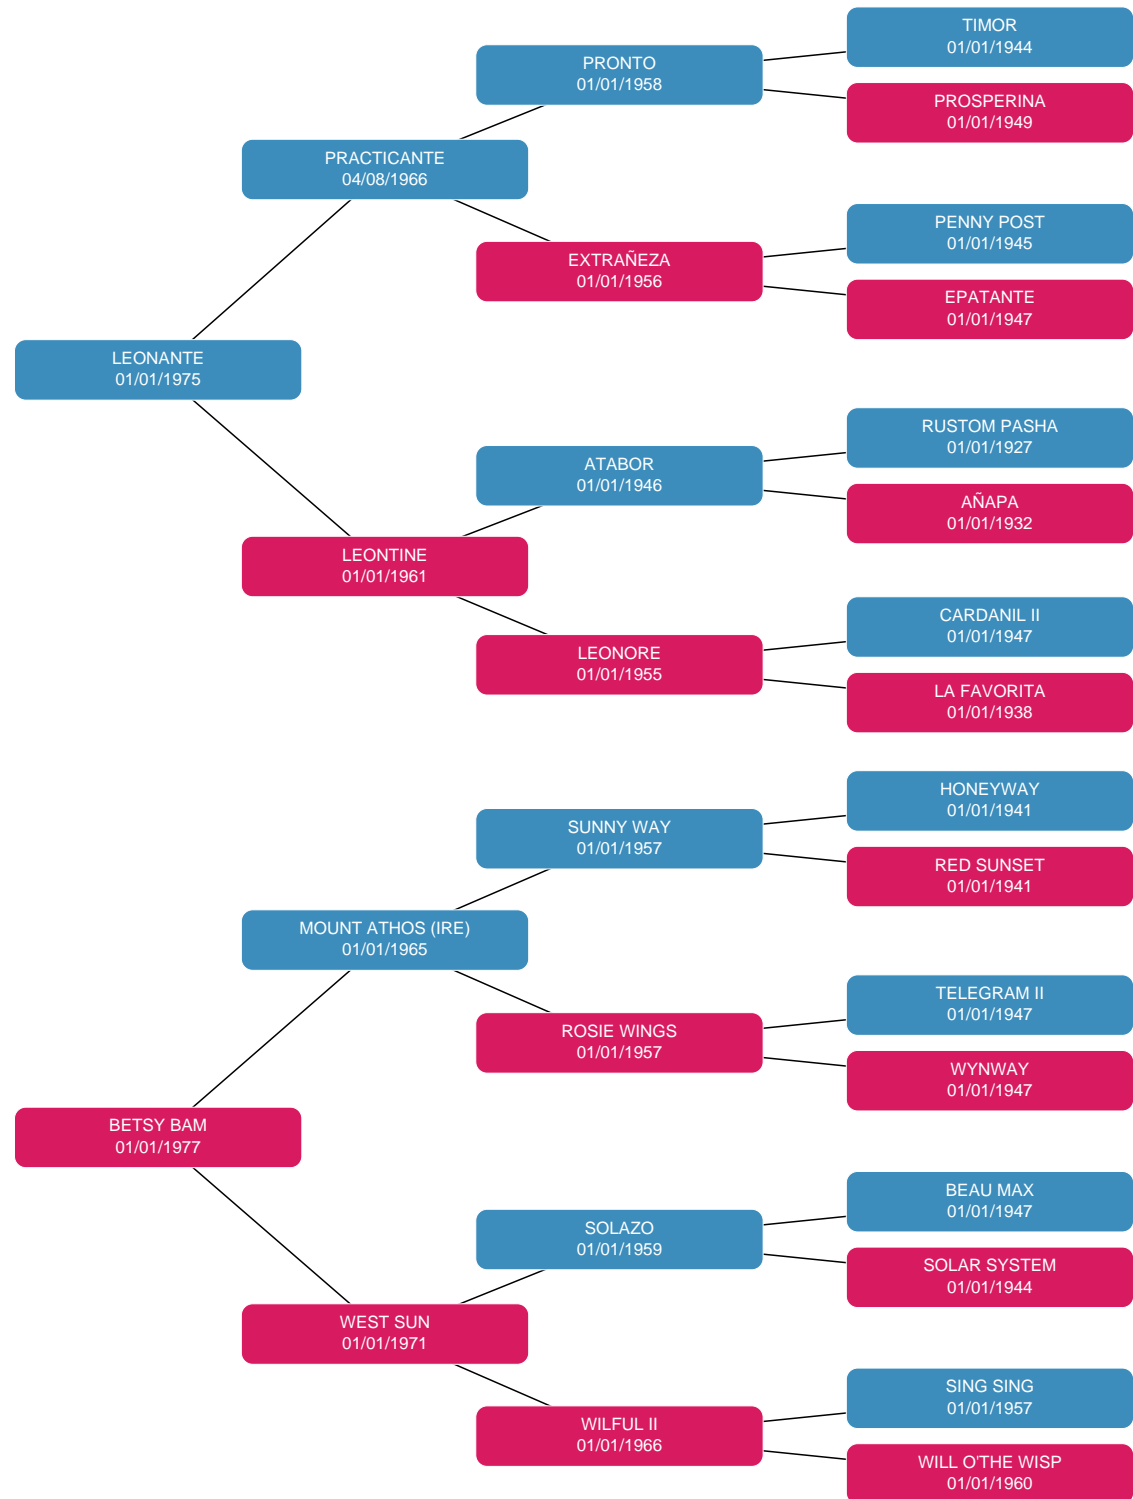 TIMOR
01/01/1944
PRONTO
01/01/1958
PROSPERINA
01/01/1949
PRACTICANTE
04/08/1966
PENNY POST
01/01/1945
EXTRAÑEZA
01/01/1956
EPATANTE
01/01/1947
LEONANTE
01/01/1975
RUSTOM PASHA
01/01/1927
ATABOR
01/01/1946
AÑAPA
01/01/1932
LEONTINE
01/01/1961
CARDANIL II
01/01/1947
LEONORE
01/01/1955
LA FAVORITA
01/01/1938
HONEYWAY
01/01/1941
SUNNY WAY
01/01/1957
RED SUNSET
01/01/1941
MOUNT ATHOS (IRE)
01/01/1965
TELEGRAM II
01/01/1947
ROSIE WINGS
01/01/1957
WYNWAY
01/01/1947
BETSY BAM
01/01/1977
BEAU MAX
01/01/1947
SOLAZO
01/01/1959
SOLAR SYSTEM
01/01/1944
WEST SUN
01/01/1971
SING SING
01/01/1957
WILFUL II
01/01/1966
WILL O'THE WISP
01/01/1960